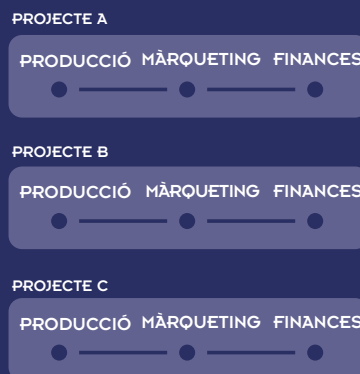 PROJECTE A
PRODUCCIÓ MÀRQUETING FINANCES
PROJECTE B
PRODUCCIÓ MÀRQUETING FINANCES
PROJECTE C
PRODUCCIÓ MÀRQUETING FINANCES